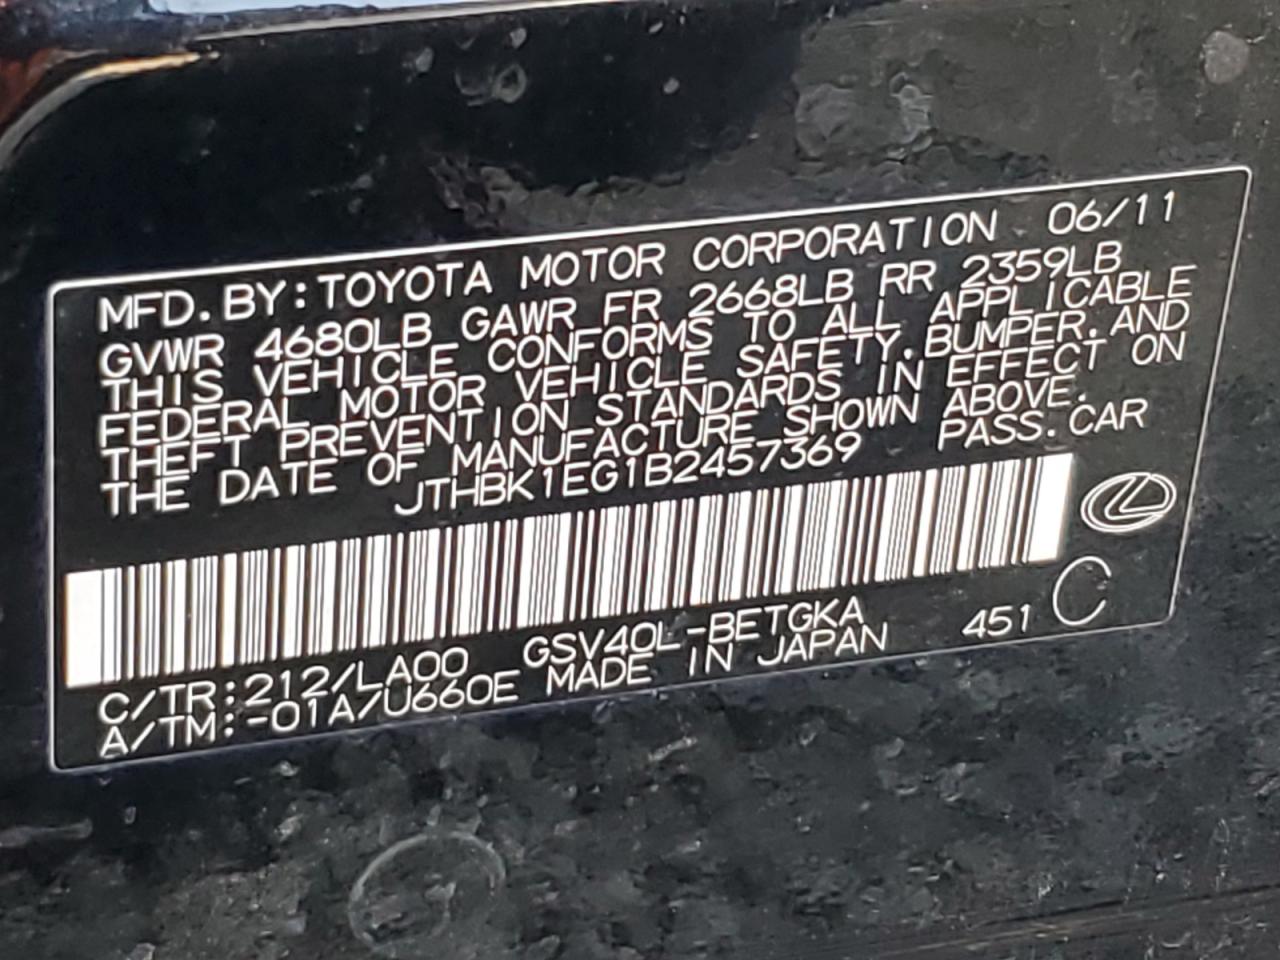 MFD. BY: TOYOTA MOTOR CORPORATION 06/11
GVWR 4680LB GAWR FR 2668LB RR 2359LB
THIS VEHICLE CONFORMS TO ALL APPLICABLE
FEDERAL MOTOR VEHICLE SAFETY, BUMPER, AND
THEFT PREVENTION STANDARDS IN EFFECT ON
THE DATE OF MANUFACTURE SHOWN ABOVE.
JTHBK1EG1B2457369 PASS. CAR
C/TR:212/LA00 GSV40L-BETGKA 451 C
A/TM:-01A/U660E MADE IN JAPAN